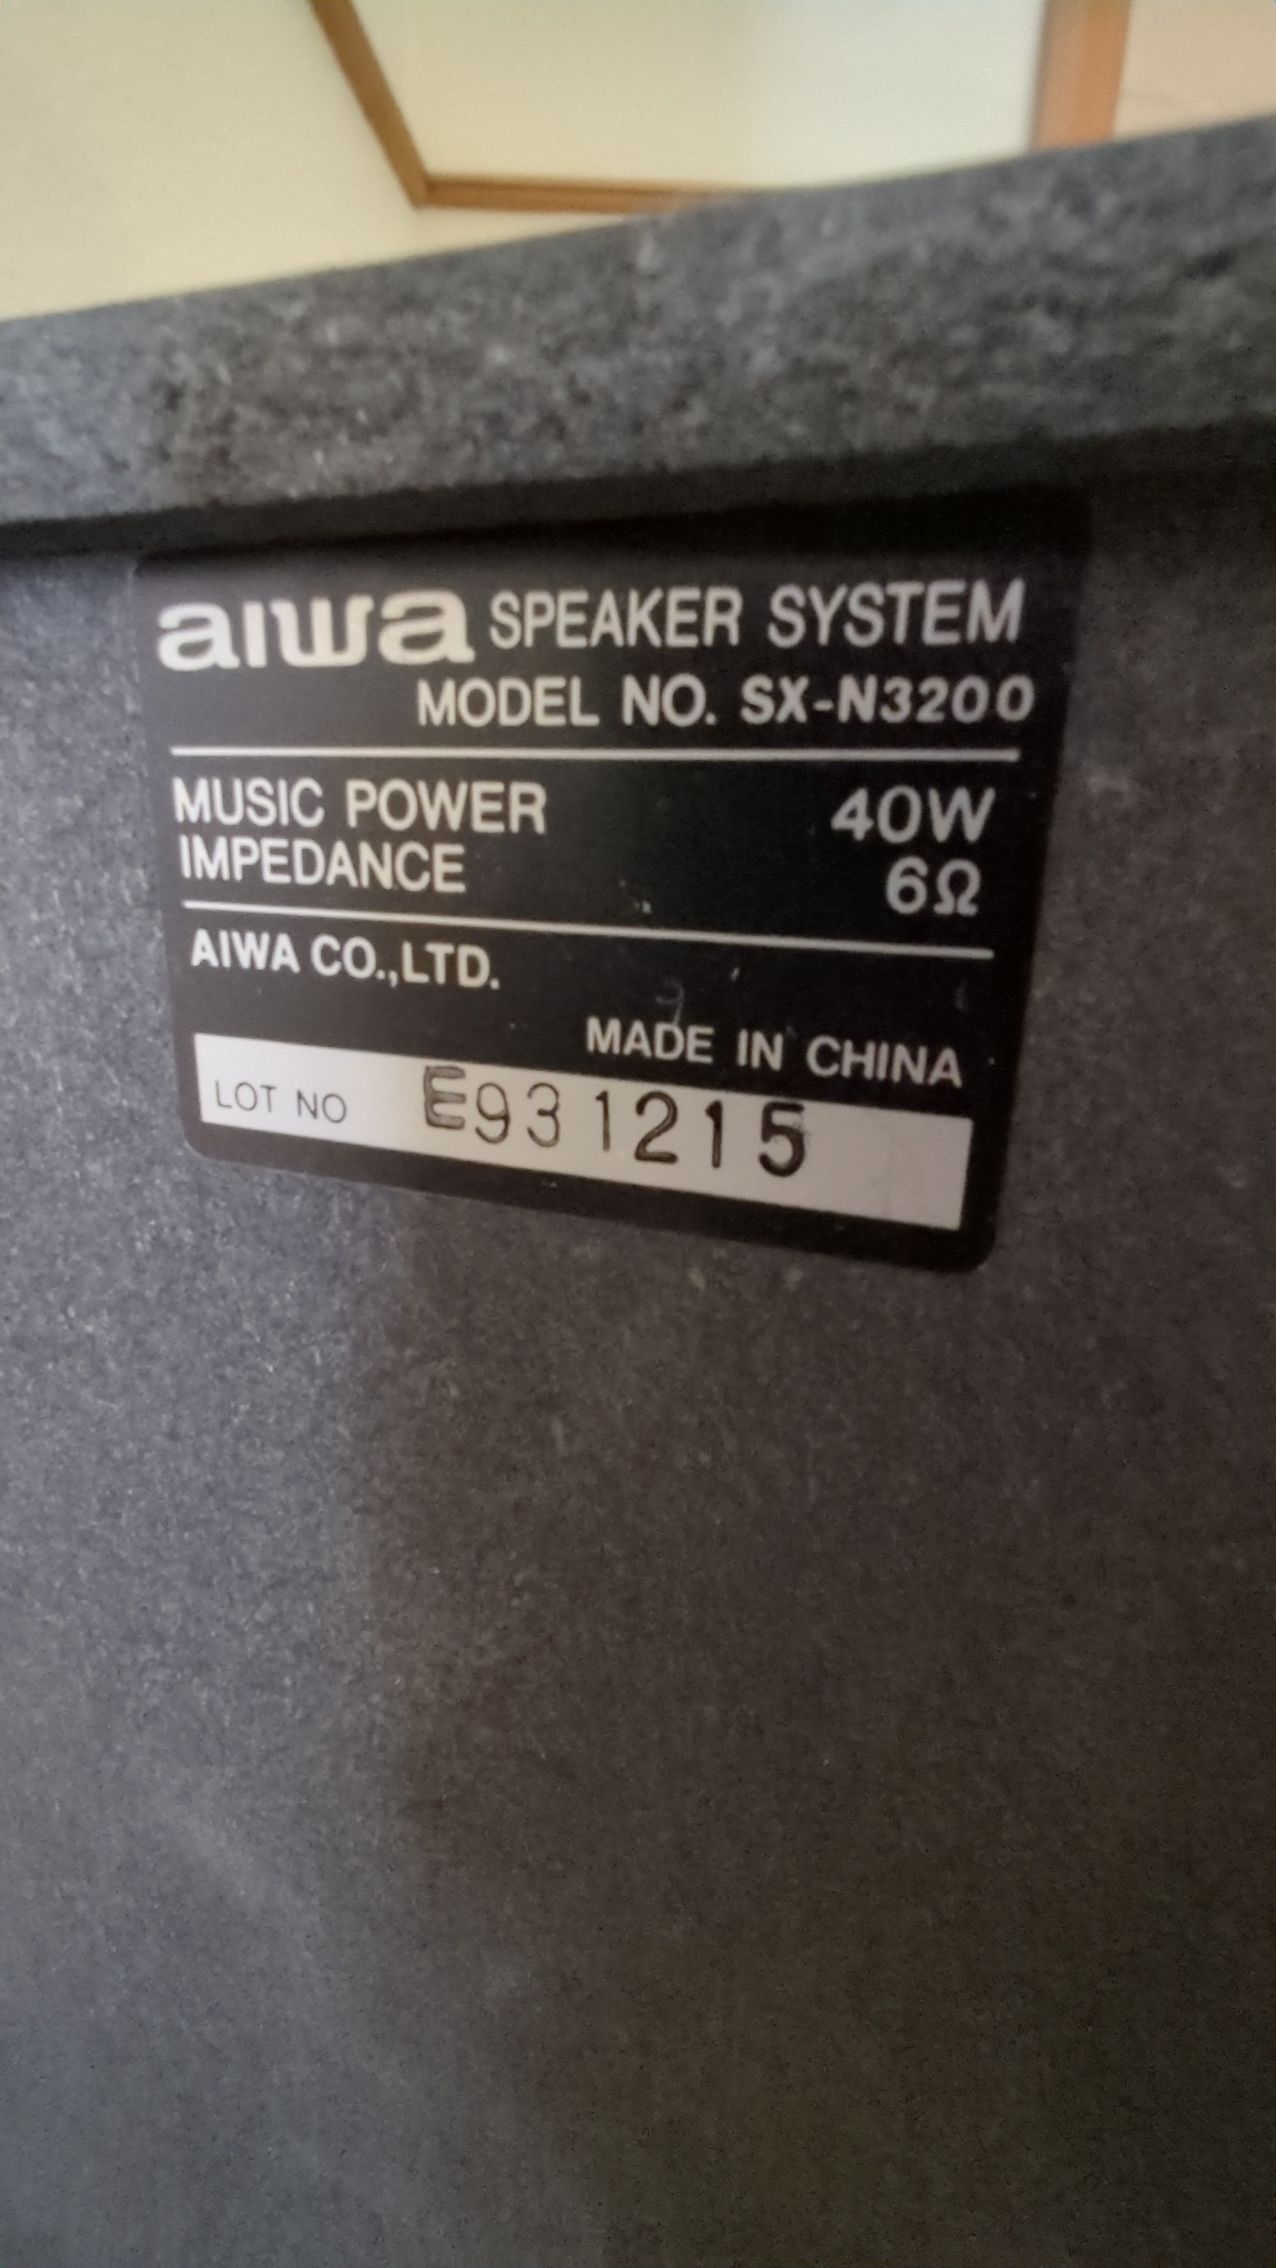 aiwa SPEAKER SYSTEM
MODEL NO. SX-N3200
MUSIC POWER 40W
IMPEDANCE 6Ω
AIWA CO.,LTD.
MADE IN CHINA
LOT NO E931215